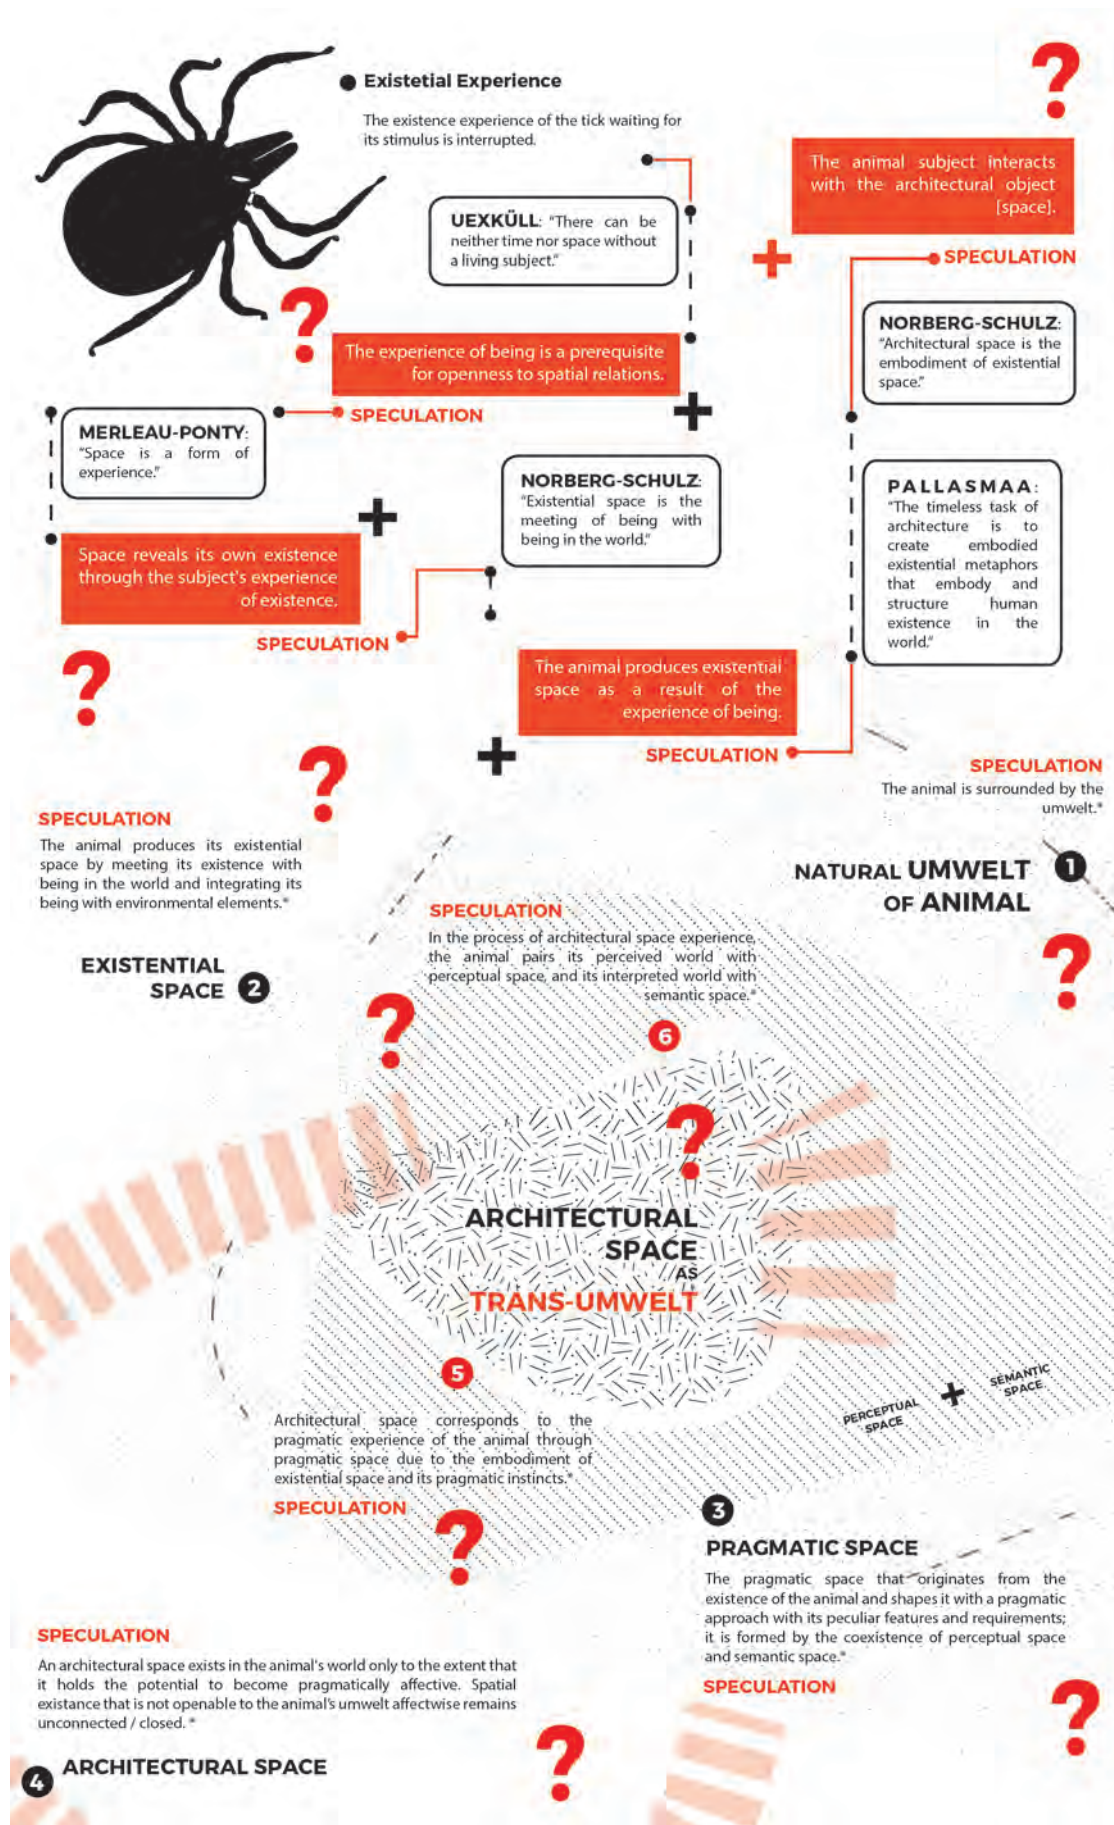 Existetial Experience
The existence experience of the tick waiting for
its stimulus is interrupted.
UEXKÜLL: "There can be
neither time nor space without
a living subject."
The experience of being is a prerequisite
for openness to spatial relations.
SPECULATION
MERLEAU-PONTY:
"Space is a form of
experience."
Space reveals its own existence
through the subject's experience
of existence.
SPECULATION
NORBERG-SCHULZ:
"Existential space is the
meeting of being with
being in the world."
The animal produces existential
space as a result of the
experience of being.
SPECULATION
?
The animal subject interacts
with the architectural object
[space].
+
SPECULATION
NORBERG-SCHULZ:
"Architectural space is the
embodiment of existential
space."
PALLASMAA:
"The timeless task of
architecture is to
create embodied
existential metaphors
that embody and
structure human
existence in the
world."
SPECULATION
The animal is surrounded by the
umwelt.*
NATURAL UMWELT
OF ANIMAL
1
SPECULATION
The animal produces its existential
space by meeting its existence with
being in the world and integrating its
being with environmental elements.*
EXISTENTIAL
SPACE 2
SPECULATION
In the process of architectural space experience,
the animal pairs its perceived world with
perceptual space, and its interpreted world with
semantic space.*
6
ARCHITECTURAL
SPACE
AS
TRANS-UMWELT
5
Architectural space corresponds to the
pragmatic experience of the animal through
pragmatic space due to the embodiment of
existential space and its pragmatic instincts.*
SPECULATION
PERCEPTUAL
SPACE
+
SEMANTIC
SPACE
3
PRAGMATIC SPACE
The pragmatic space that originates from the
existence of the animal and shapes it with a pragmatic
approach with its peculiar features and requirements;
it is formed by the coexistence of perceptual space
and semantic space.*
SPECULATION
SPECULATION
An architectural space exists in the animal's world only to the extent that
it holds the potential to become pragmatically affective. Spatial
existance that is not openable to the animal's umwelt affectwise remains
unconnected / closed. *
4 ARCHITECTURAL SPACE